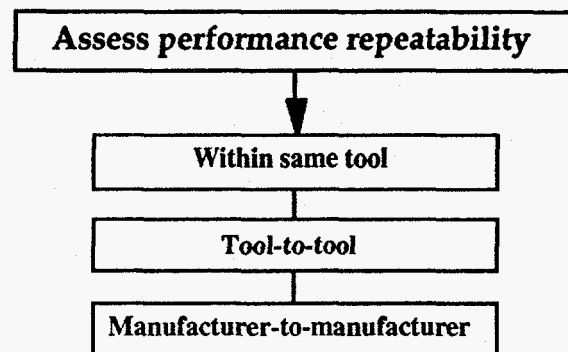 Assess performance repeatability
Within same tool
Tool-to-tool
Manufacturer-to-manufacturer